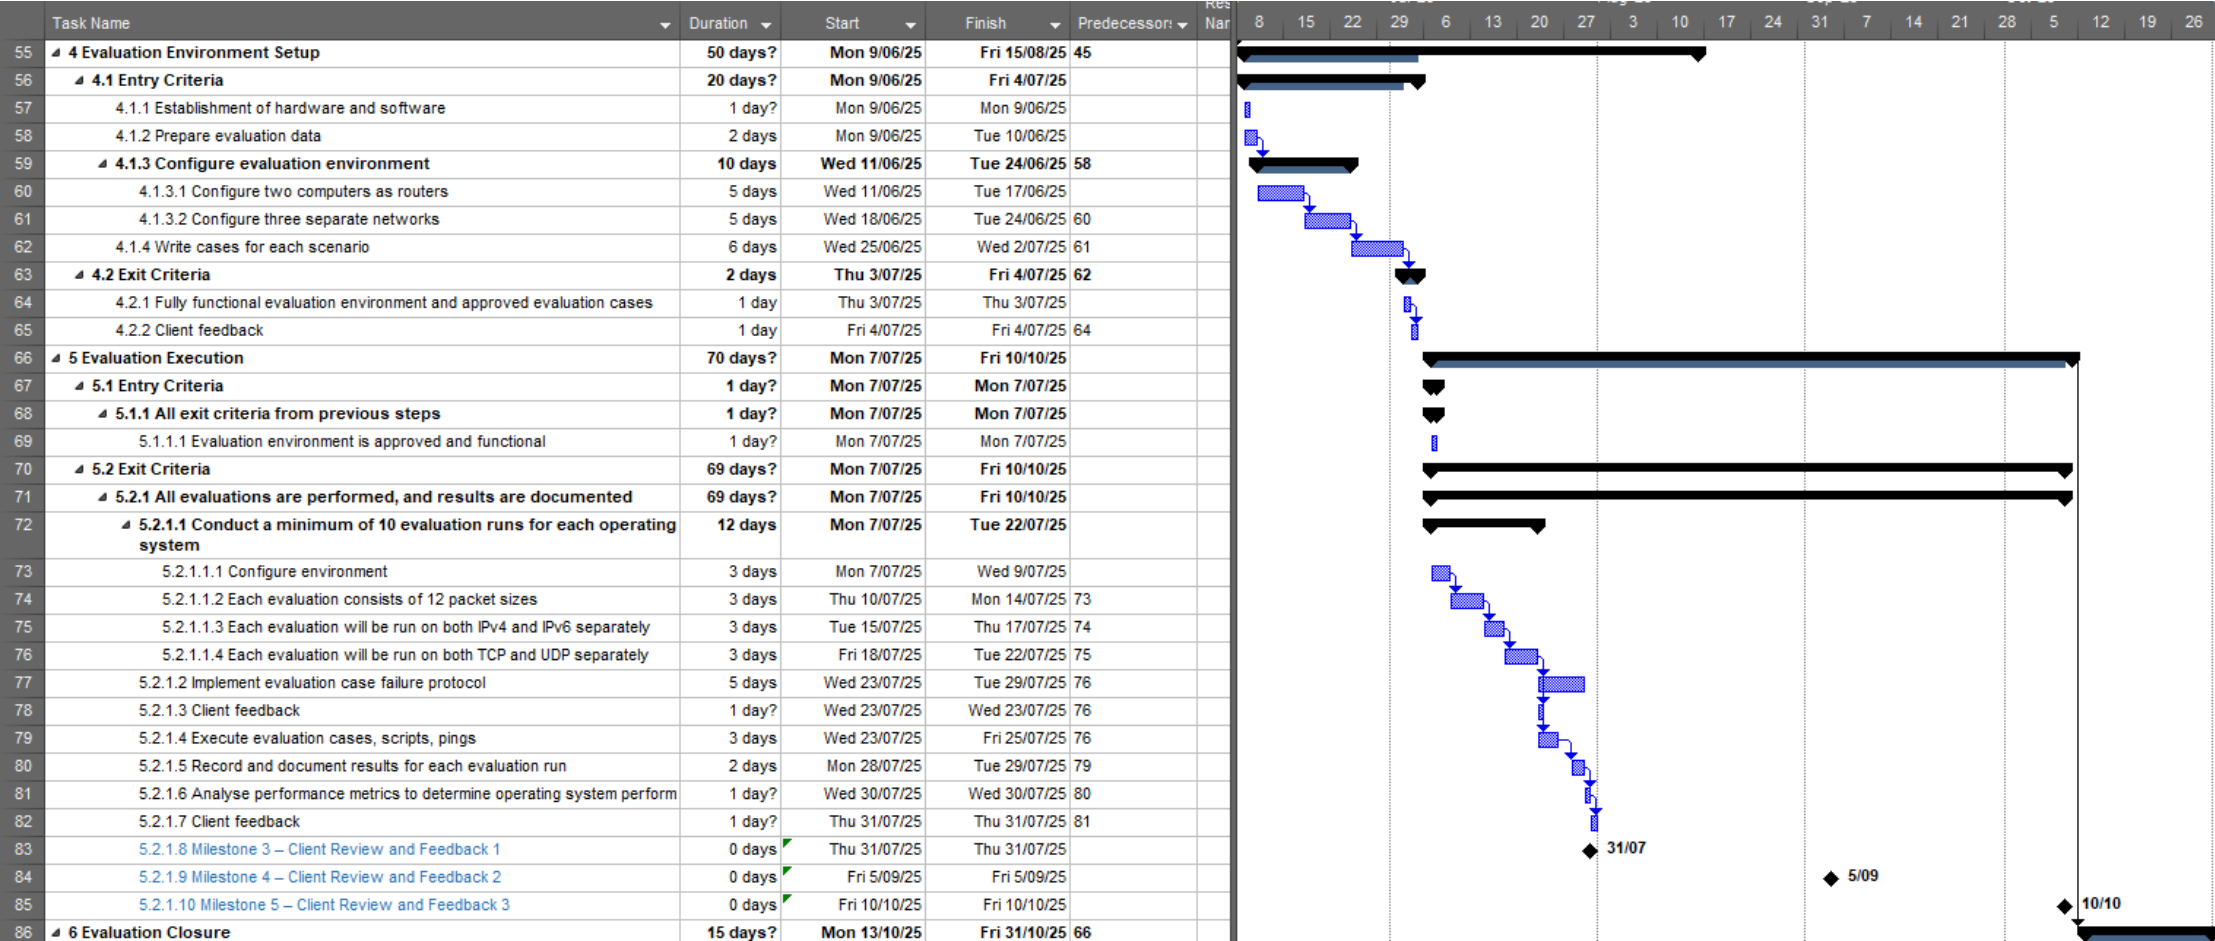 Task Name Duration Start Finish Predecessors 8 15 22 29 6 13 20 27 3 10 17 24 31 7 14 21 28 5 12 19 26
55 4 Evaluation Environment Setup 50 days? Mon 9/06/25 Fri 15/08/25 45
56 4.1 Entry Criteria 20 days? Mon 9/06/25 Fri 4/07/25
57 4.1.1 Establishment of hardware and software 1 day? Mon 9/06/25 Mon 9/06/25
58 4.1.2 Prepare evaluation data 2 days Mon 9/06/25 Tue 10/06/25
59 4.1.3 Configure evaluation environment 10 days Wed 11/06/25 Tue 24/06/25 58
60 4.1.3.1 Configure two computers as routers 5 days Wed 11/06/25 Tue 17/06/25
61 4.1.3.2 Configure three separate networks 5 days Wed 18/06/25 Tue 24/06/25 60
62 4.1.4 Write cases for each scenario 6 days Wed 25/06/25 Wed 2/07/25 61
63 4.2 Exit Criteria 2 days Thu 3/07/25 Fri 4/07/25 62
64 4.2.1 Fully functional evaluation environment and approved evaluation cases 1 day Thu 3/07/25 Thu 3/07/25
65 4.2.2 Client feedback 1 day Fri 4/07/25 Fri 4/07/25 64
66 5 Evaluation Execution 70 days? Mon 7/07/25 Fri 10/10/25
67 5.1 Entry Criteria 1 day? Mon 7/07/25 Mon 7/07/25
68 5.1.1 All exit criteria from previous steps 1 day? Mon 7/07/25 Mon 7/07/25
69 5.1.1.1 Evaluation environment is approved and functional 1 day? Mon 7/07/25 Mon 7/07/25
70 5.2 Exit Criteria 69 days? Mon 7/07/25 Fri 10/10/25
71 5.2.1 All evaluations are performed, and results are documented 69 days? Mon 7/07/25 Fri 10/10/25
72 5.2.1.1 Conduct a minimum of 10 evaluation runs for each operating 12 days Mon 7/07/25 Tue 22/07/25
system
73 5.2.1.1.1 Configure environment 3 days Mon 7/07/25 Wed 9/07/25
74 5.2.1.1.2 Each evaluation consists of 12 packet sizes 3 days Thu 10/07/25 Mon 14/07/25 73
75 5.2.1.1.3 Each evaluation will be run on both IPv4 and IPv6 separately 3 days Tue 15/07/25 Thu 17/07/25 74
76 5.2.1.1.4 Each evaluation will be run on both TCP and UDP separately 3 days Fri 18/07/25 Tue 22/07/25 75
77 5.2.1.2 Implement evaluation case failure protocol 5 days Wed 23/07/25 Tue 29/07/25 76
78 5.2.1.3 Client feedback 1 day? Wed 23/07/25 Wed 23/07/25 76
79 5.2.1.4 Execute evaluation cases, scripts, pings 3 days Wed 23/07/25 Fri 25/07/25 76
80 5.2.1.5 Record and document results for each evaluation run 2 days Mon 28/07/25 Tue 29/07/25 79
81 5.2.1.6 Analyse performance metrics to determine operating system perform 1 day? Wed 30/07/25 Wed 30/07/25 80
82 5.2.1.7 Client feedback 1 day? Thu 31/07/25 Thu 31/07/25 81
83 5.2.1.8 Milestone 3 – Client Review and Feedback 1 0 days Thu 31/07/25 Thu 31/07/25 31/07
84 5.2.1.9 Milestone 4 – Client Review and Feedback 2 0 days Fri 5/09/25 Fri 5/09/25 5/09
85 5.2.1.10 Milestone 5 – Client Review and Feedback 3 0 days Fri 10/10/25 Fri 10/10/25 10/10
86 6 Evaluation Closure 15 days? Mon 13/10/25 Fri 31/10/25 66